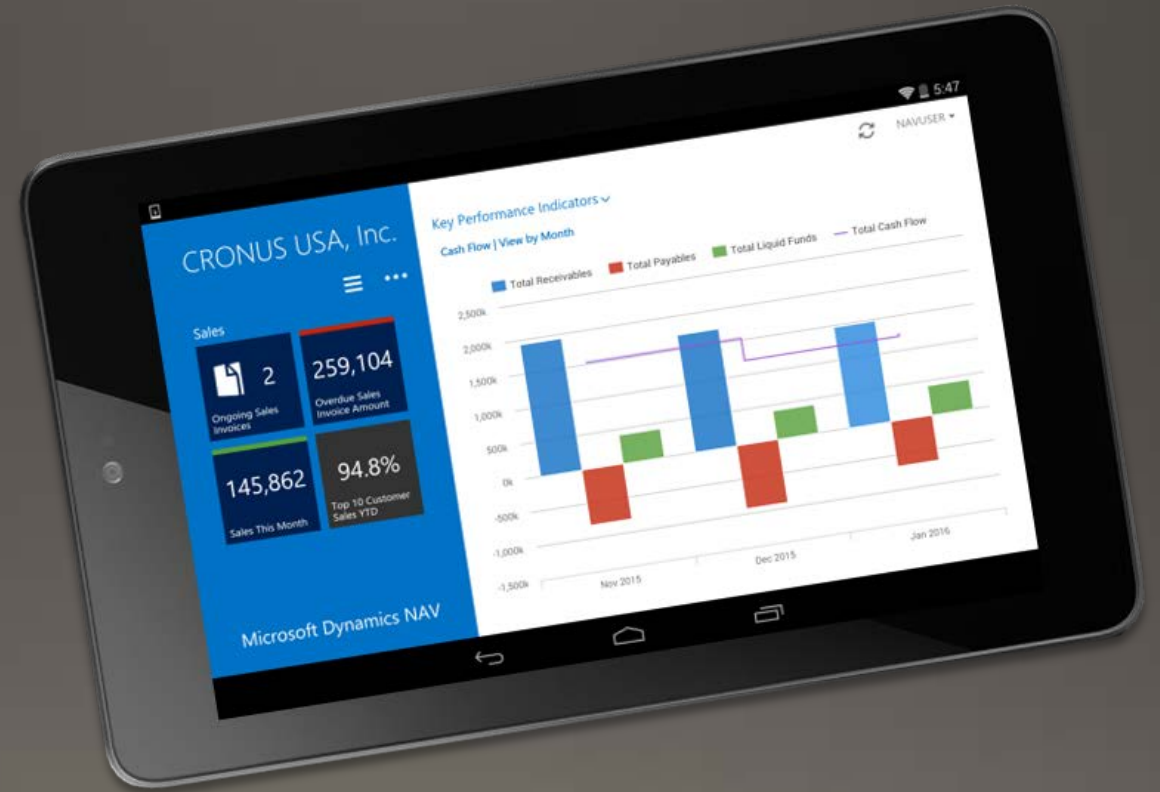 5:47
NAVUSER
CRONUS USA, Inc.
Sales
2
Ongoing Sales
Invoices
259,104
Overdue Sales
Invoice Amount
145,862
Sales This Month
94.8%
Top 10 Customer
Sales YTD
Microsoft Dynamics NAV
Key Performance Indicators
Cash Flow | View by Month
Total Receivables
Total Payables
Total Liquid Funds
Total Cash Flow
2,500k
2,000k
1,500k
1,000k
500k
0k
-500k
-1,000k
-1,500k
Nov 2015
Dec 2015
Jan 2016